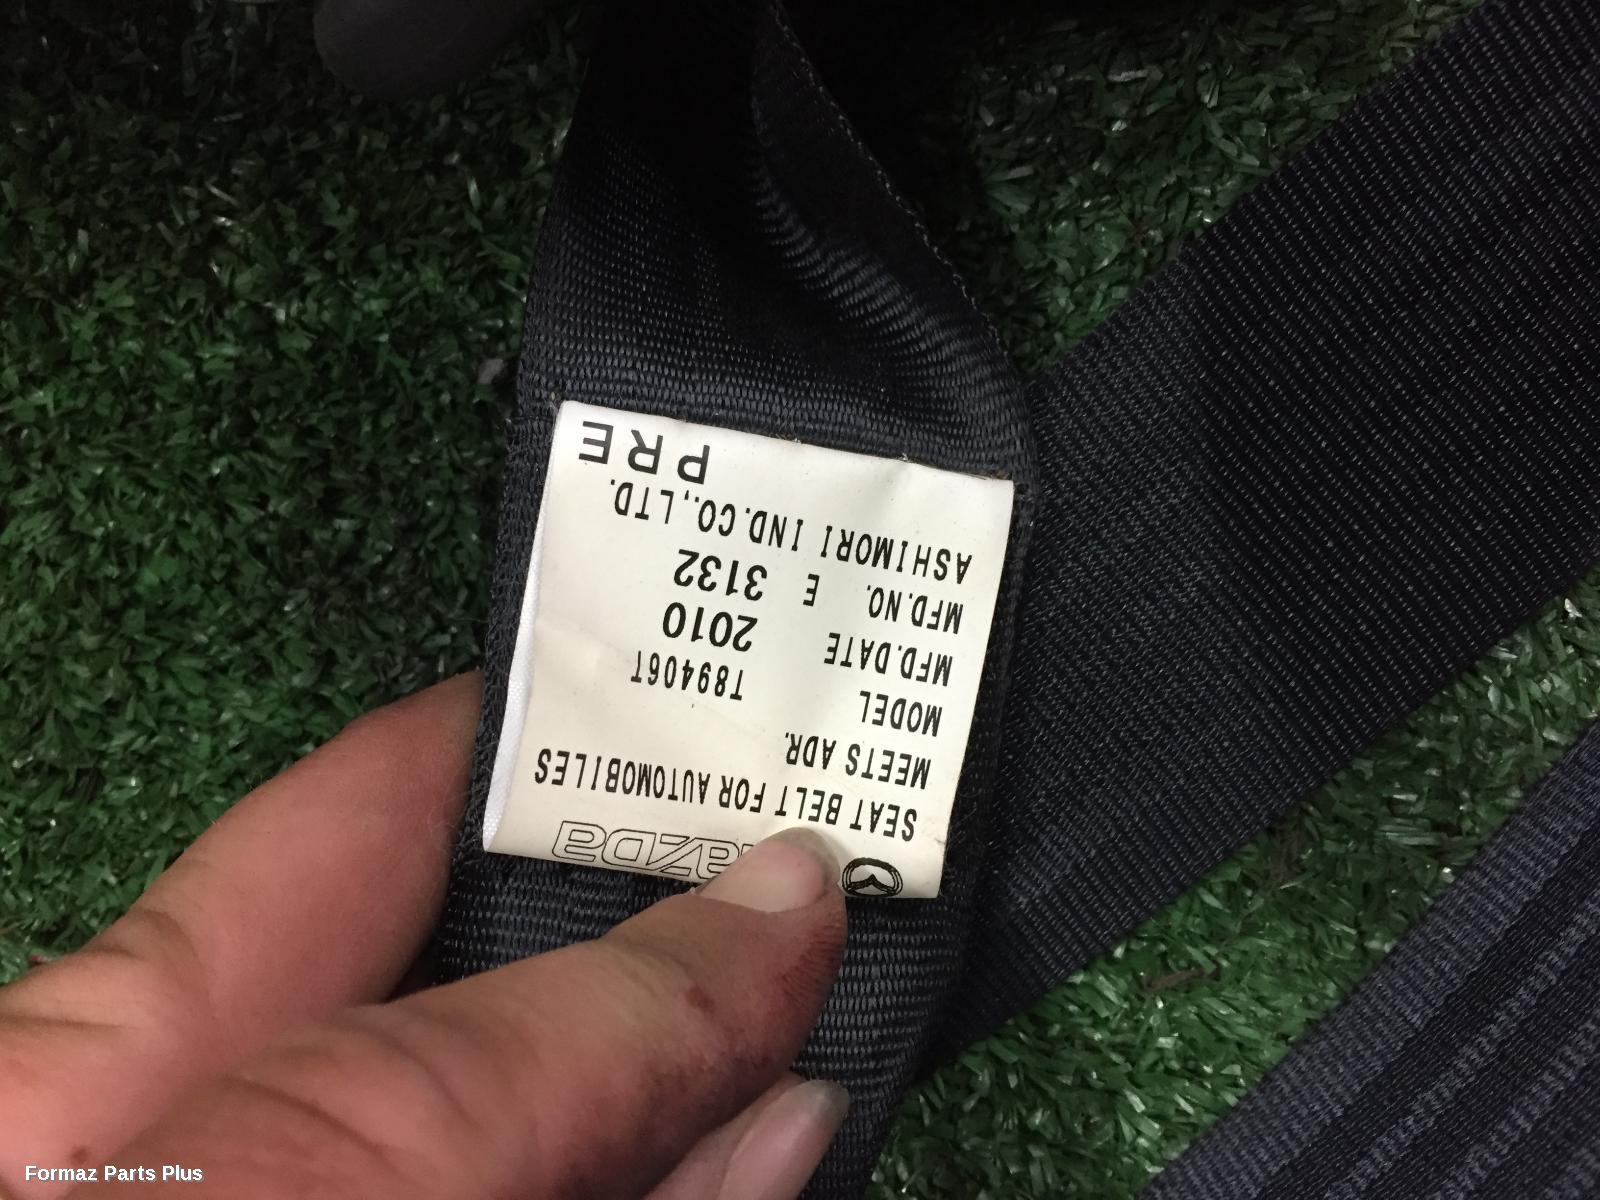 mazda
SEAT BELT FOR AUTOMOBILES
MEETS ADR.
MODEL T89406T
MFD.DATE 2010
MFD.NO. E 3132
ASHIMORI IND.CO.,LTD.
PRE
Formaz Parts Plus